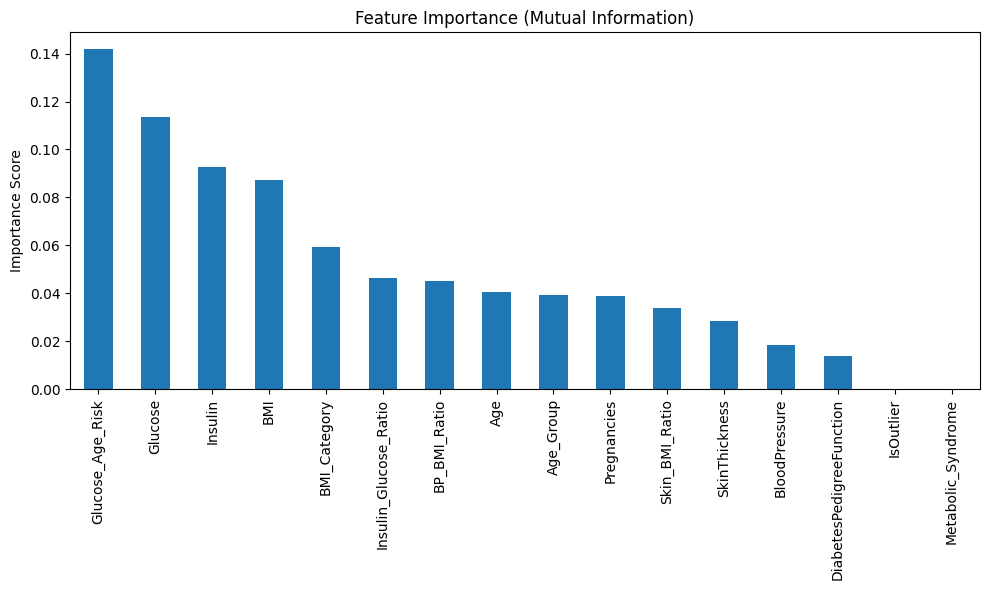 Feature Importance (Mutual Information)
Importance Score
0.14
0.12
0.10
0.08
0.06
0.04
0.02
0.00
Glucose_Age_Risk
Glucose
Insulin
BMI
BMI_Category
Insulin_Glucose_Ratio
BP_BMI_Ratio
Age
Age_Group
Pregnancies
Skin_BMI_Ratio
SkinThickness
BloodPressure
DiabetesPedigreeFunction
IsOutlier
Metabolic_Syndrome